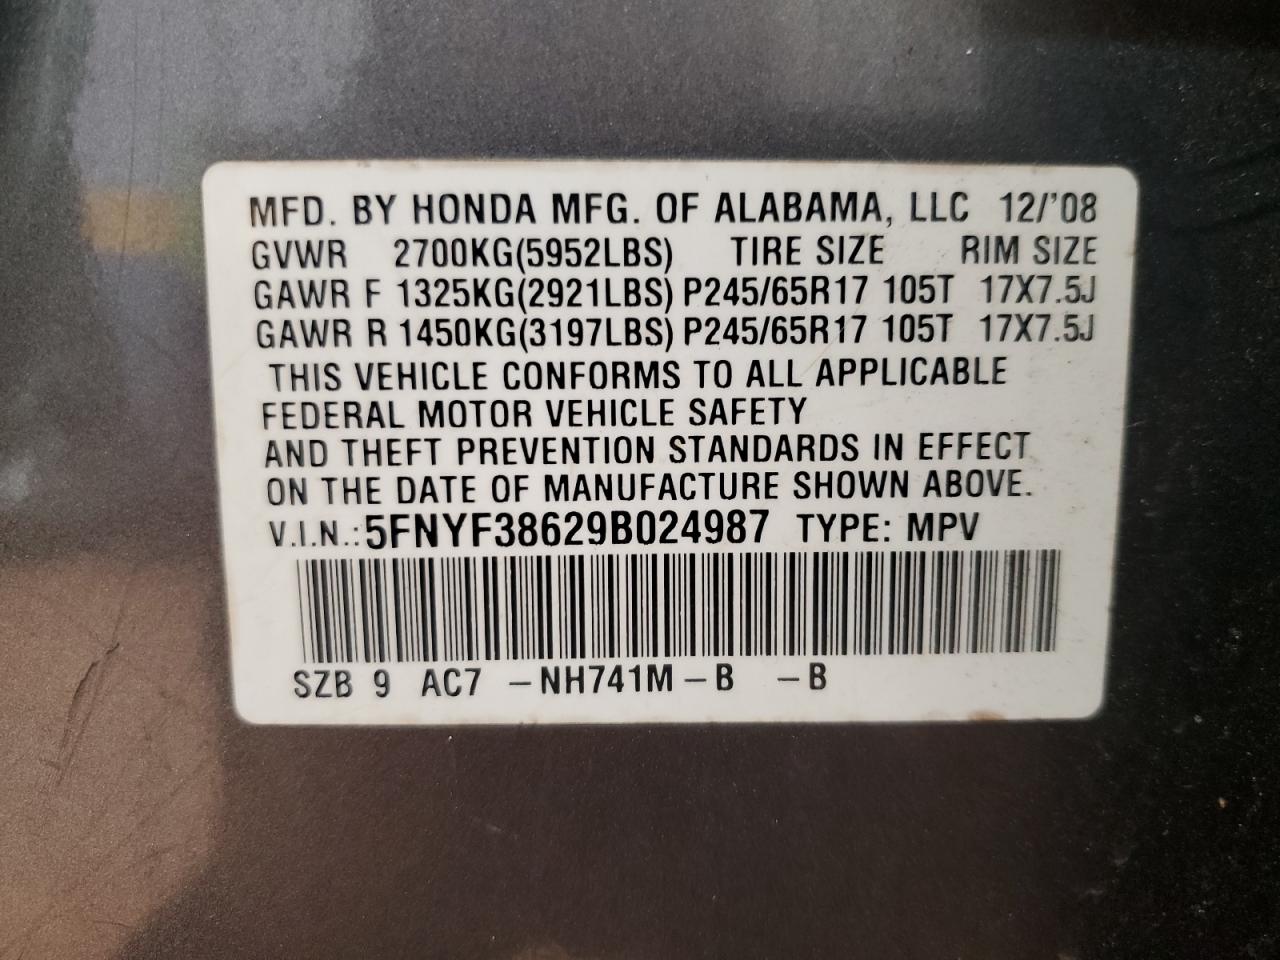 MFD. BY HONDA MFG. OF ALABAMA, LLC 12/'08
GVWR 2700KG(5952LBS) TIRE SIZE RIM SIZE
GAWR F 1325KG(2921LBS) P245/65R17 105T 17X7.5J
GAWR R 1450KG(3197LBS) P245/65R17 105T 17X7.5J
THIS VEHICLE CONFORMS TO ALL APPLICABLE
FEDERAL MOTOR VEHICLE SAFETY
AND THEFT PREVENTION STANDARDS IN EFFECT
ON THE DATE OF MANUFACTURE SHOWN ABOVE.
V.I.N.: 5FNYF38629B024987 TYPE: MPV
SZB 9 AC7 –NH741M – B – B